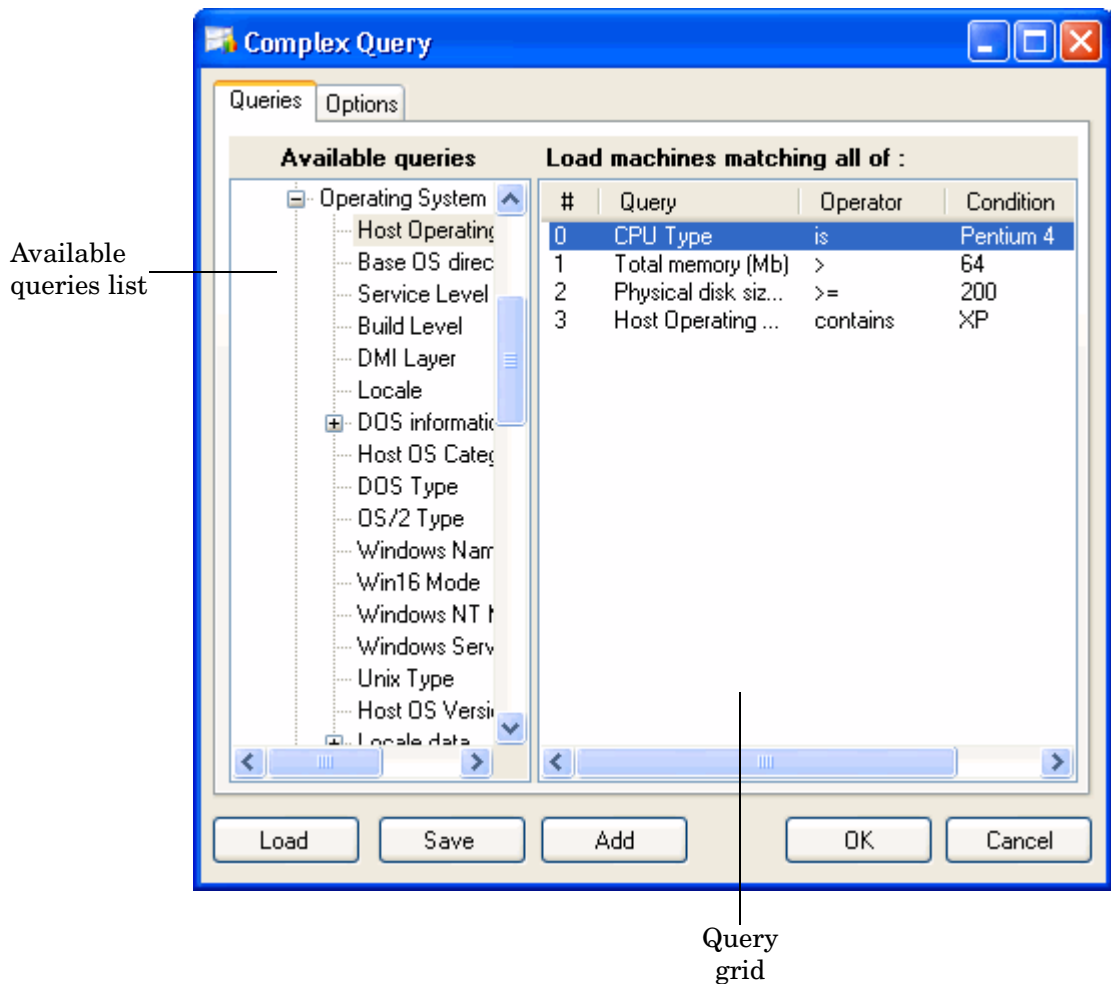 Complex Query
Queries Options
Available queries Load machines matching all of :
Available
queries list
Operating System
Host Operating
Base OS direc
Service Level
Build Level
DMI Layer
Locale
DOS informatic
Host OS Categ
DOS Type
OS/2 Type
Windows Nam
Win16 Mode
Windows NT
Windows Serv
Unix Type
Host OS Versi
Locale data
# Query Operator Condition
0 CPU Type is Pentium 4
1 Total memory (Mb) > 64
2 Physical disk siz... >= 200
3 Host Operating ... contains XP
Load Save Add OK Cancel
Query
grid